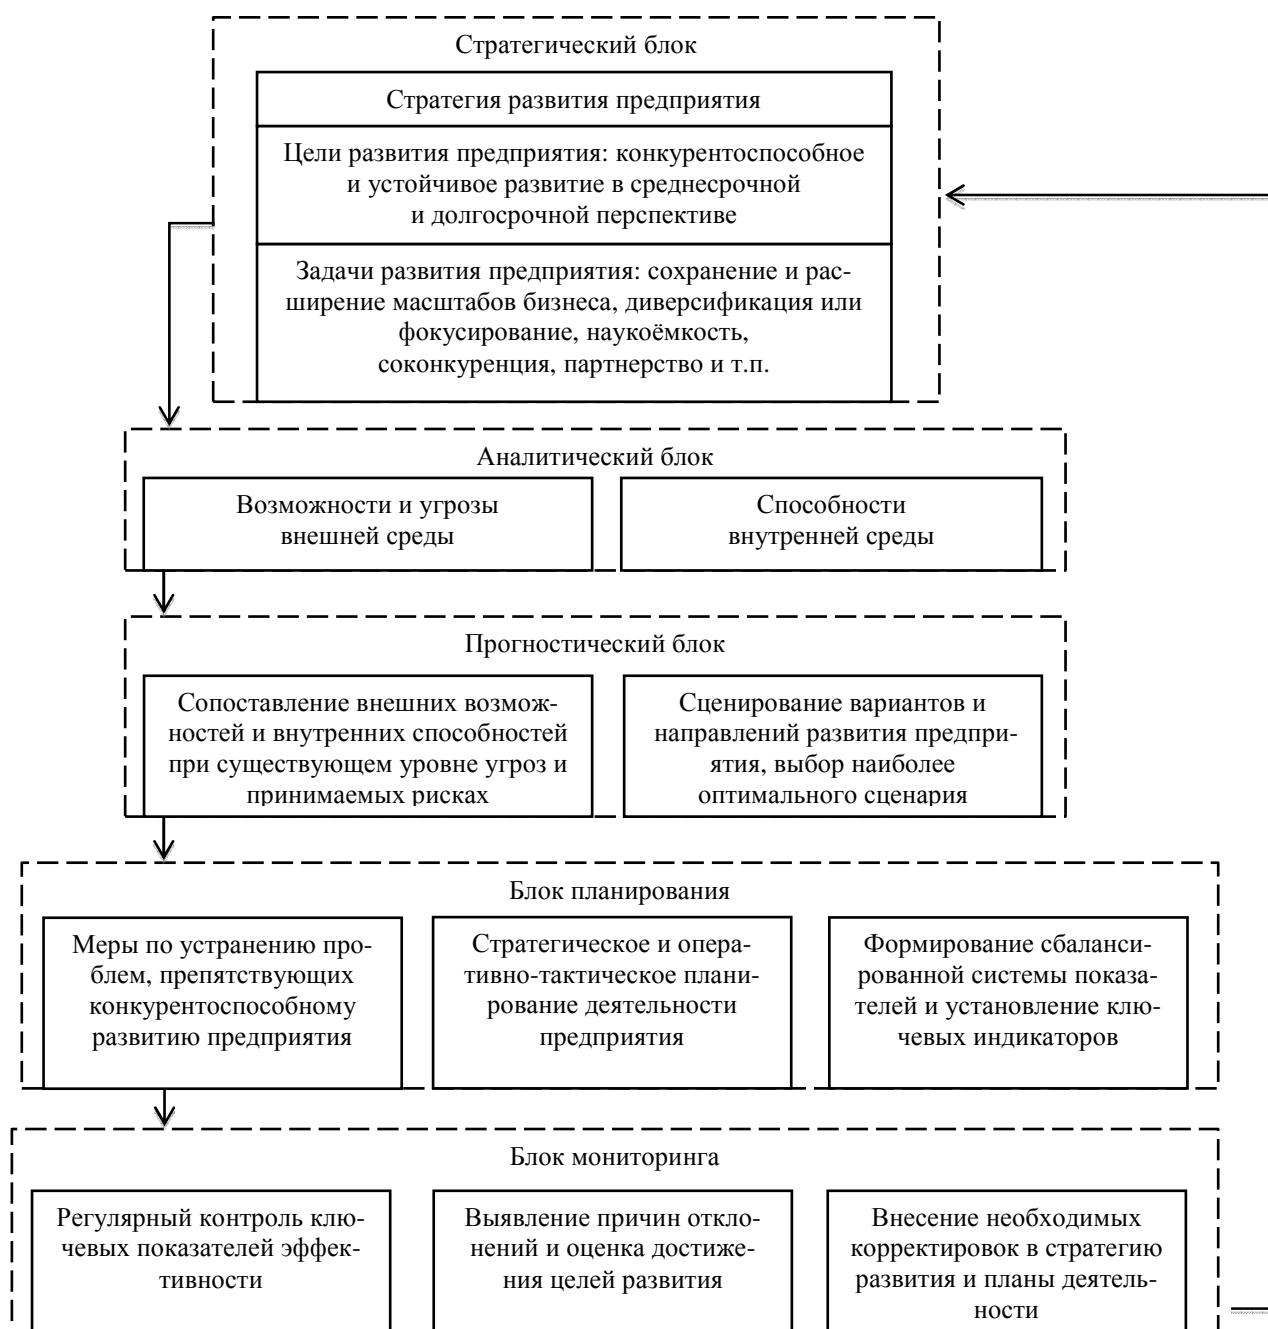 Стратегический блок
Стратегия развития предприятия
Цели развития предприятия: конкурентоспособное
и устойчивое развитие в среднесрочной
и долгосрочной перспективе
Задачи развития предприятия: сохранение и рас-
ширение масштабов бизнеса, диверсификация или
фокусирование, наукоёмкость,
соконкуренция, партнерство и т.п.
Аналитический блок
Возможности и угрозы
внешней среды
Способности
внутренней среды
Прогностический блок
Сопоставление внешних возмож-
ностей и внутренних способностей
при существующем уровне угроз и
принимаемых рисках
Сценирование вариантов и
направлений развития предпри-
ятия, выбор наиболее
оптимального сценария
Блок планирования
Меры по устранению про-
блем, препятствующих
конкурентоспособному
развитию предприятия
Стратегическое и опера-
тивно-тактическое плани-
рование деятельности
предприятия
Формирование сбаланси-
рованной системы показа-
телей и установление клю-
чевых индикаторов
Блок мониторинга
Регулярный контроль клю-
чевых показателей эффек-
тивности
Выявление причин откло-
нений и оценка достиже-
ния целей развития
Внесение необходимых
корректировок в стратегию
развития и планы деятель-
ности